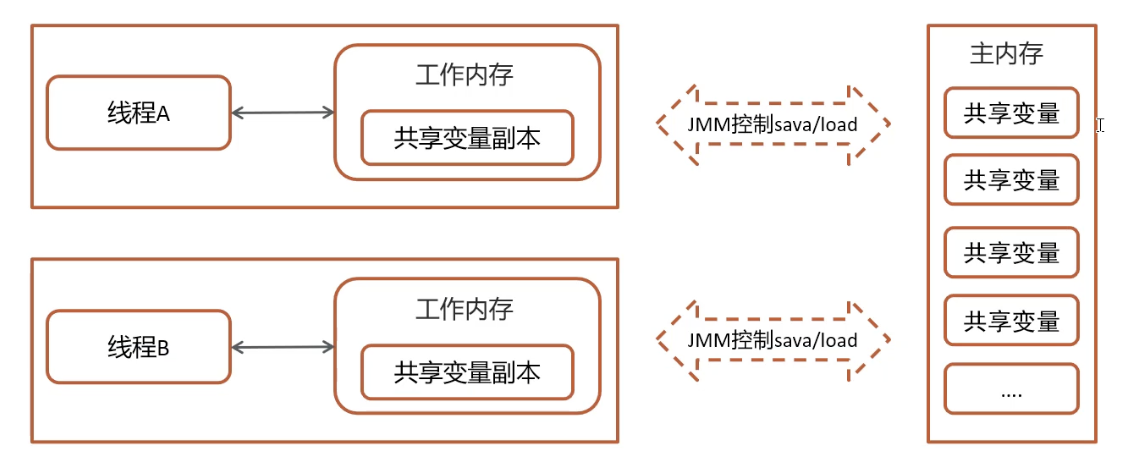 工作内存
线程A
共享变量副本
JMM控制sava/load
工作内存
线程B
共享变量副本
JMM控制sava/load
主内存
共享变量
共享变量
共享变量
共享变量
....